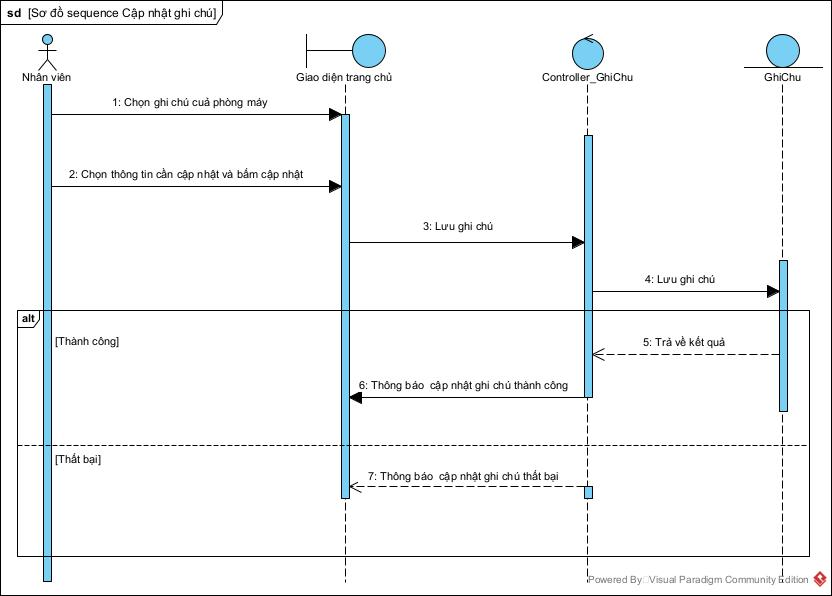 sd [Sơ đồ sequence Cập nhật ghi chú]
Nhân viên
Giao diện trang chủ
Controller_GhiChu
GhiChu
1: Chọn ghi chú cuả phòng máy
2: Chọn thông tin cần cập nhật và bấm cập nhật
3: Lưu ghi chú
4: Lưu ghi chú
alt
[Thành công]
5: Trả về kết quả
6: Thông báo cập nhật ghi chú thành công
[Thất bại]
7: Thông báo cập nhật ghi chú thất bại
Powered By Visual Paradigm Community Edition